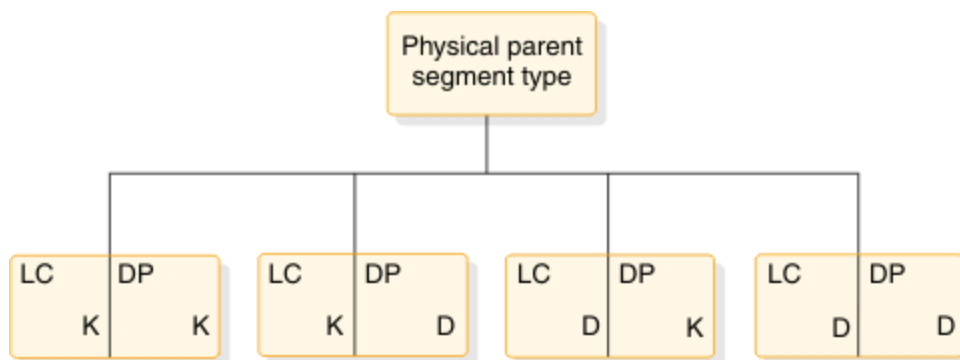 Physical parent
segment type
LC DP LC DP LC DP LC DP
K K K D D K D D